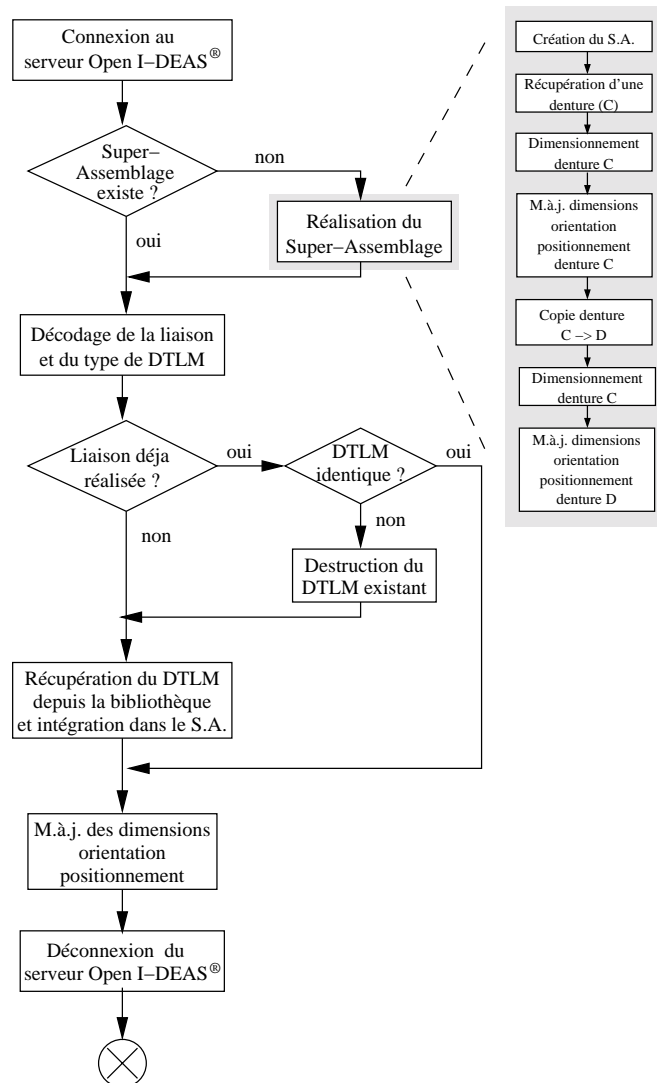 Connexion au
serveur Open I–DEAS®
Super–
Assemblage
existe ?
non
oui
Réalisation du
Super–Assemblage
Décodage de la liaison
et du type de DTLM
Liaison déja
réalisée ?
oui
DTLM
identique ?
oui
non
non
Destruction du
DTLM existant
Récupération du DTLM
depuis la bibliothèque
et intégration dans le S.A.
M.à.j. des dimensions
orientation
positionnement
Déconnexion du
serveur Open I–DEAS®
Création du S.A.
Récupération d’une
denture (C)
Dimensionnement
denture C
M.à.j. dimensions
orientation
positionnement
denture C
Copie denture
C –> D
Dimensionnement
denture C
M.à.j. dimensions
orientation
positionnement
denture D